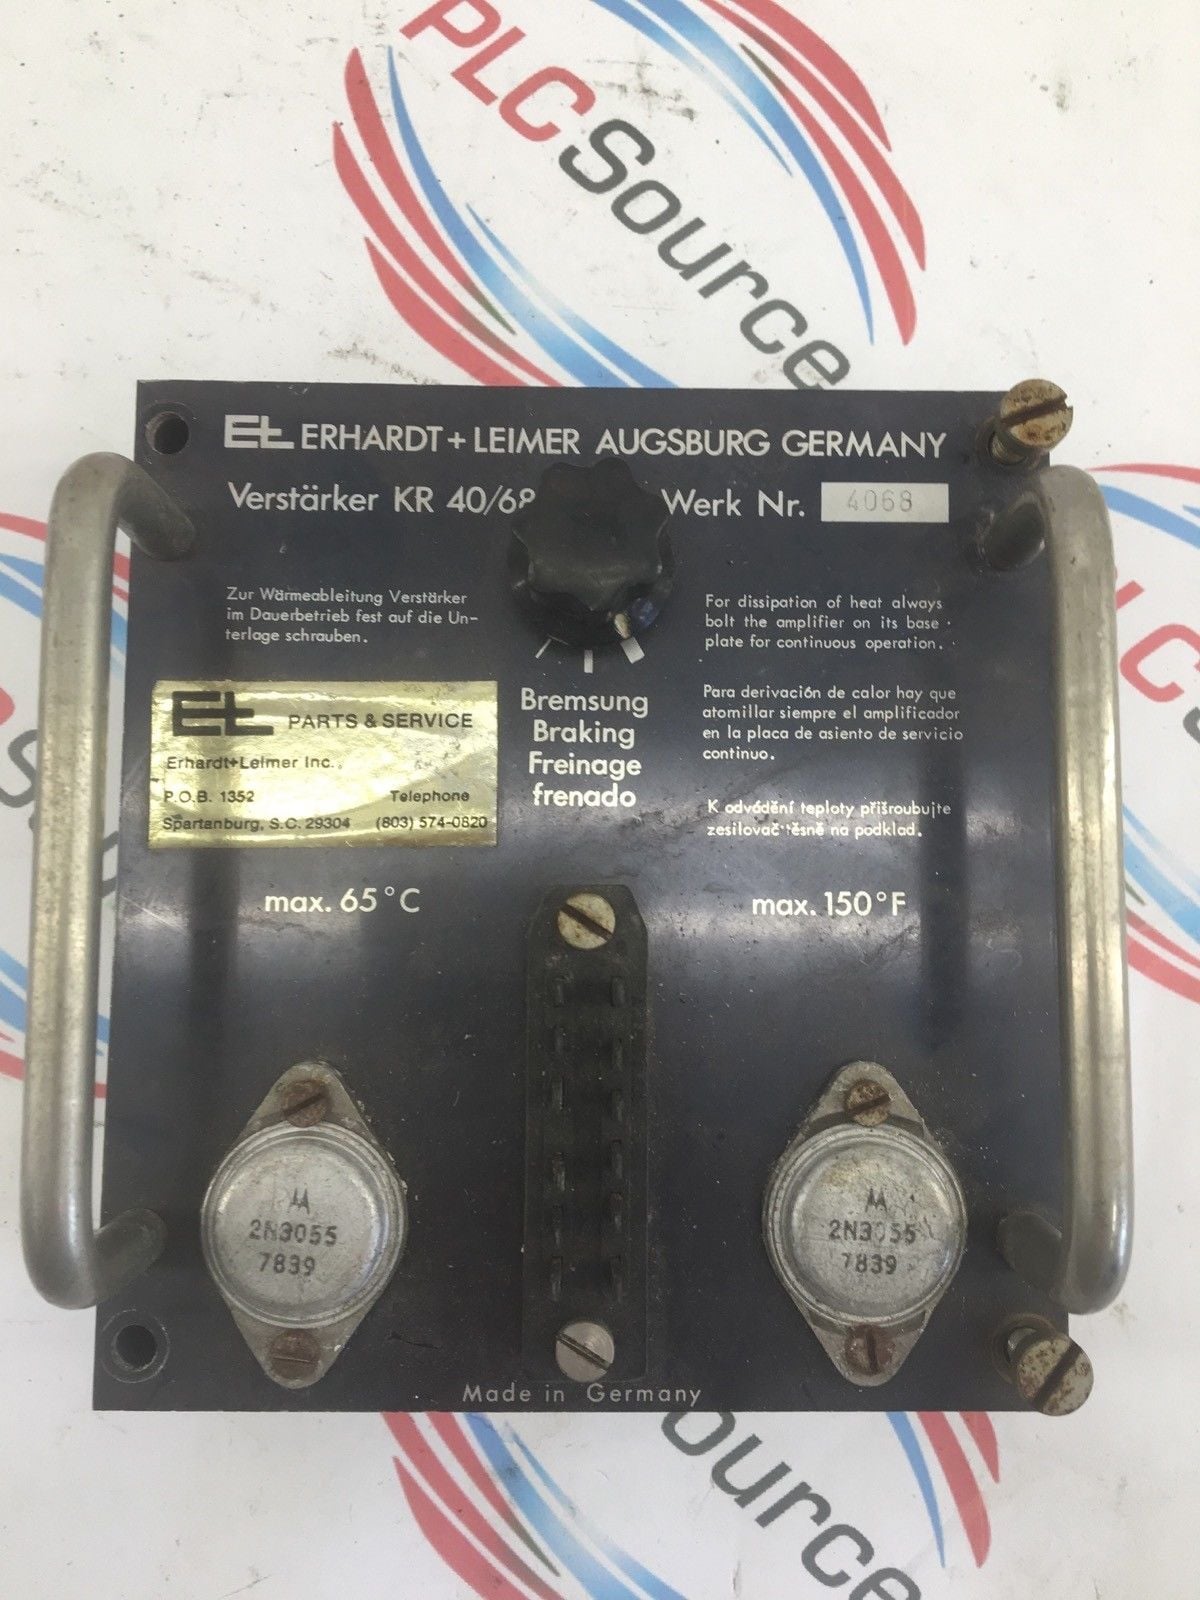 PLCSource
EL ERHARDT+LEIMER AUGSBURG GERMANY
Verstärker KR 40/68
Werk Nr. 4068
Zur Wärmeableitung Verstärker
im Dauerbetrieb fest auf die Un-
terlage schrauben.
For dissipation of heat always
bolt the amplifier on its base
plate for continuous operation.
EL PARTS & SERVICE
Erhardt+Leimer Inc.
P.O.B. 1352 Telephone
Spartanburg, S.C. 29304 (803) 574-0820
Bremsung
Braking
Freinage
frenado
Para derivación de calor hay que
atornillar siempre el amplificador
en la placa de asiento de servicio
continuo.
K odvádění teploty přišroubujte
zesilovač těsně na podklad.
max. 65°C
max. 150°F
2N3055
7839
2N3055
7839
Made in Germany
ource